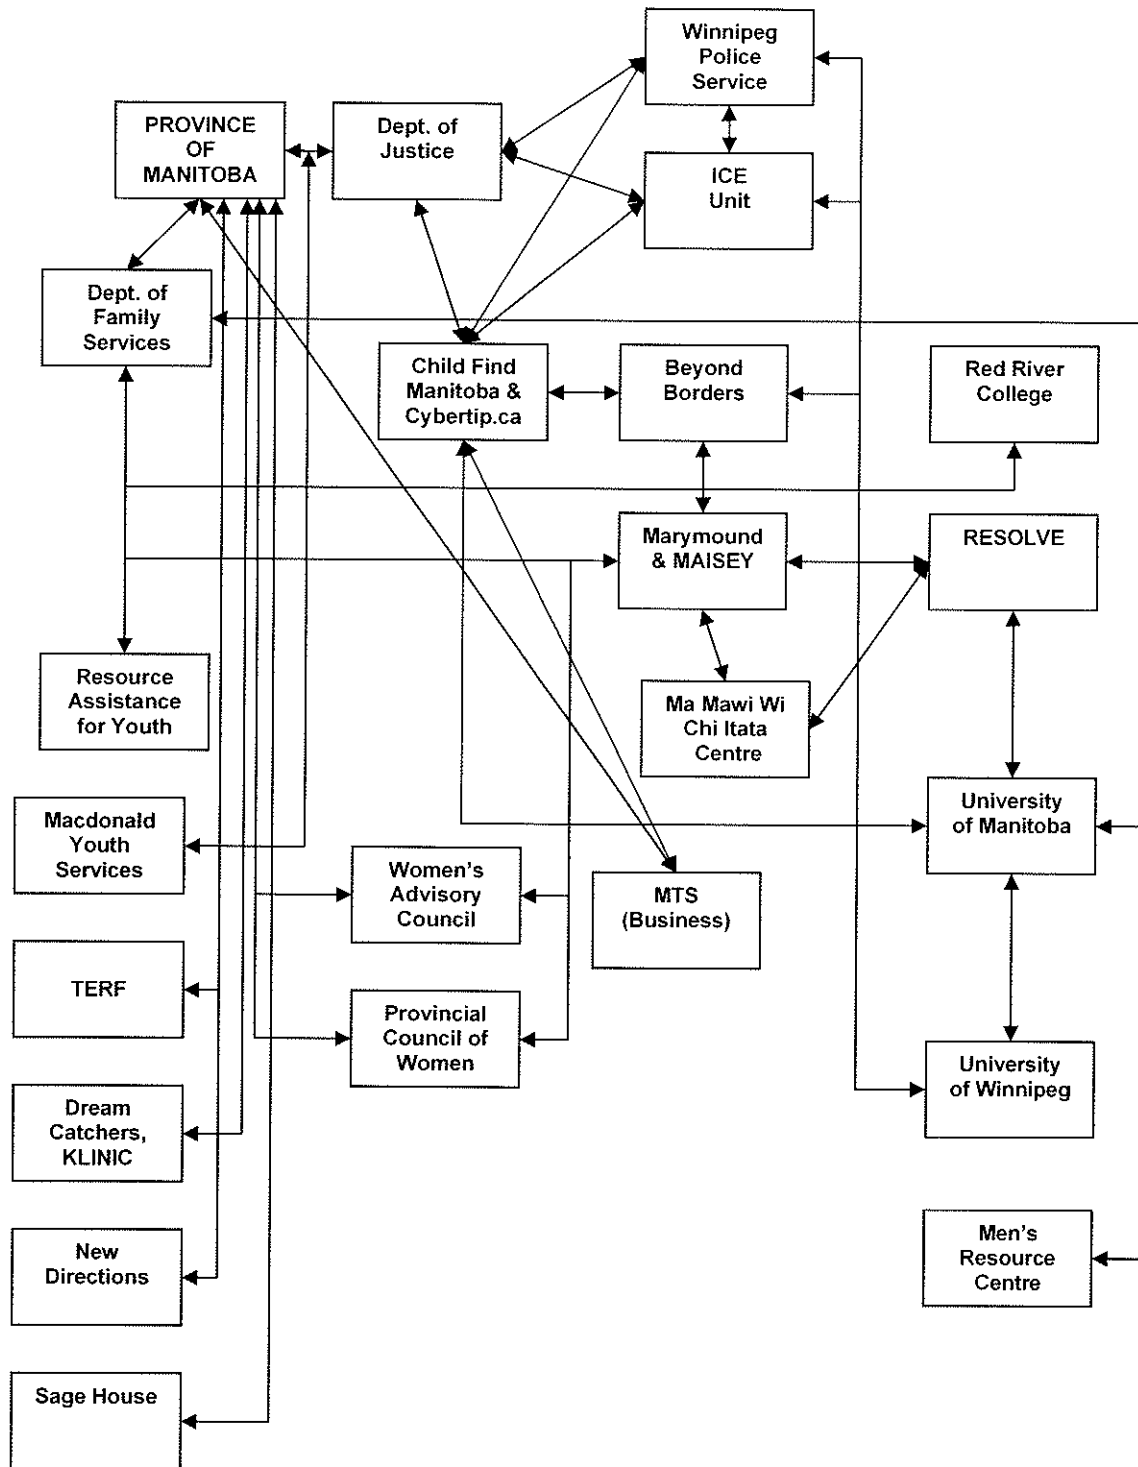 Winnipeg
Police
Service
PROVINCE
OF
MANITOBA
Dept. of
Justice
ICE
Unit
Dept. of
Family
Services
Child Find
Manitoba &
Cybertip.ca
Beyond
Borders
Red River
College
Marymound
& MAISEY
RESOLVE
Resource
Assistance
for Youth
Ma Mawi Wi
Chi Itata
Centre
Macdonald
Youth
Services
Women's
Advisory
Council
MTS
(Business)
University
of Manitoba
TERF
Provincial
Council of
Women
University
of Winnipeg
Dream
Catchers,
KLINIC
New
Directions
Men's
Resource
Centre
Sage House